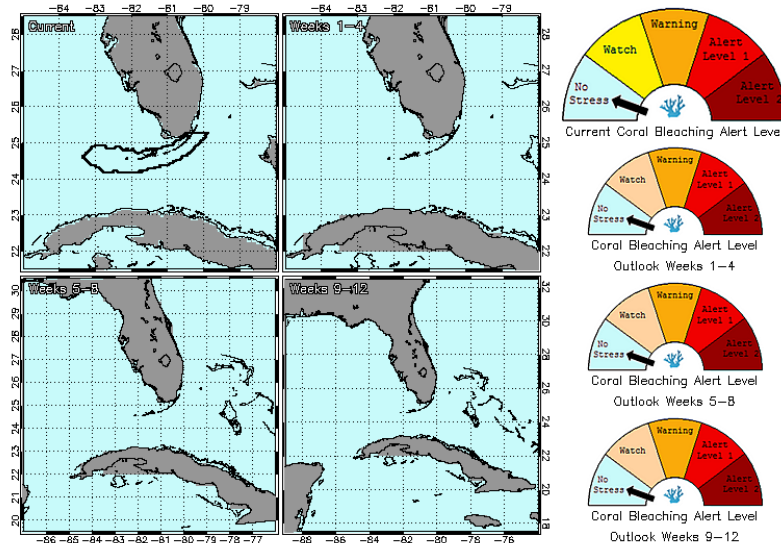 -84 -83 -82 -81 -80 -79
-84 -83 -82 -81 -80 -79
Current
Weeks 1-4
28
27
26
25
24
23
22
28
27
26
25
24
23
22
No Stress
Watch
Warning
Alert Level 1
Alert Level 2
Current Coral Bleaching Alert Level
No Stress
Watch
Warning
Alert Level 1
Alert Level 2
Coral Bleaching Alert Level
Outlook Weeks 1-4
Weeks 5-8
Weeks 9-12
30
29
28
27
26
25
24
23
22
21
20
32
30
28
26
24
22
20
18
-86 -85 -84 -83 -82 -81 -80 -79 -78 -77
-86 -84 -82 -80 -78 -76
No Stress
Watch
Warning
Alert Level 1
Alert Level 2
Coral Bleaching Alert Level
Outlook Weeks 5-8
No Stress
Watch
Warning
Alert Level 1
Alert Level 2
Coral Bleaching Alert Level
Outlook Weeks 9-12